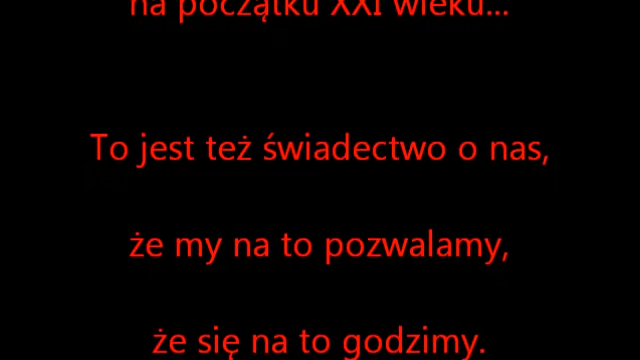 na początku XXI wieku...
To jest też świadectwo o nas,
że my na to pozwalamy,
że się na to godzimy.